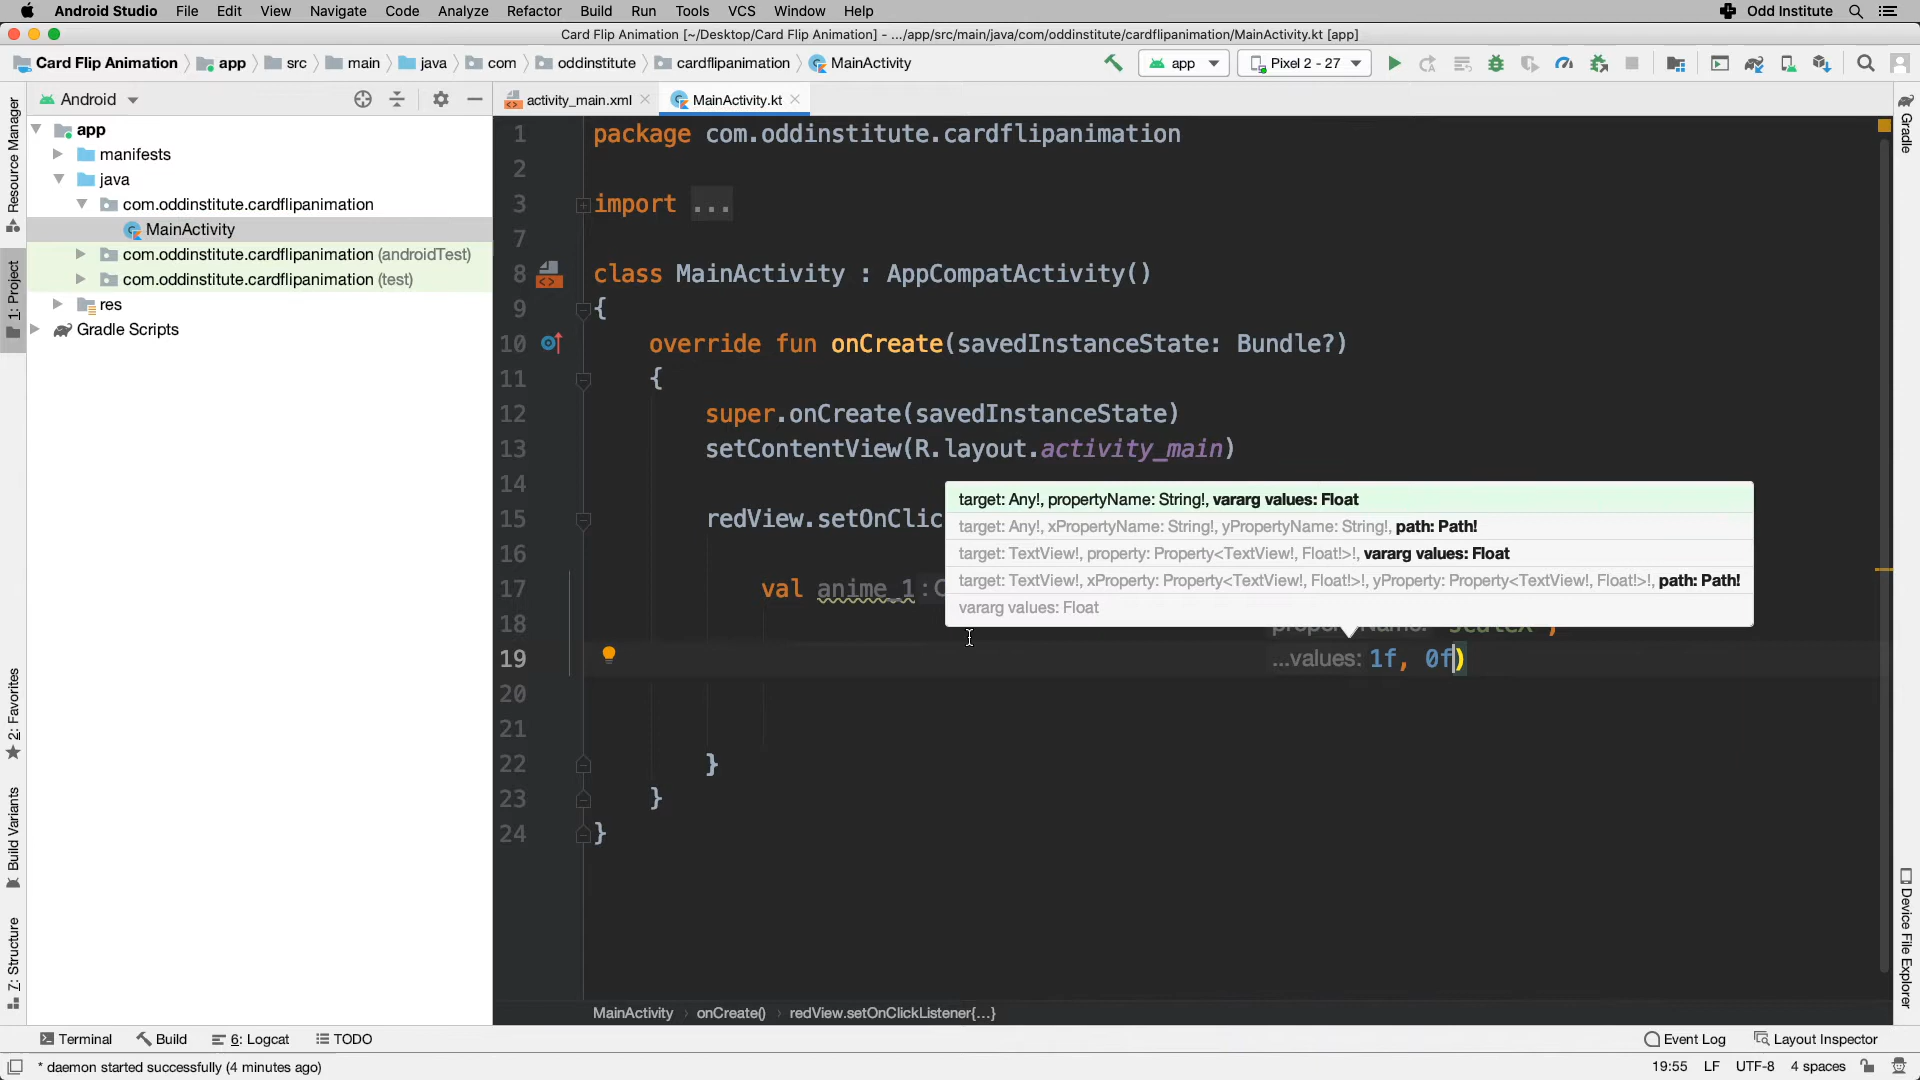 Android Studio File Edit View Navigate Code Analyze Refactor Build Run Tools VCS Window Help Odd Institute
Card Flip Animation [~/Desktop/Card Flip Animation] - .../app/src/main/java/com/oddinstitute/cardflipanimation/MainActivity.kt [app]
Card Flip Animation app src main java com oddinstitute cardflipanimation MainActivity app Pixel 2 - 27
Android
activity_main.xml MainActivity.kt
Resource Manager
1: Project
2: Favorites
Build Variants
7: Structure
app
manifests
java
com.oddinstitute.cardflipanimation
MainActivity
com.oddinstitute.cardflipanimation (androidTest)
com.oddinstitute.cardflipanimation (test)
res
Gradle Scripts
1 package com.oddinstitute.cardflipanimation
2
3 import ...
7
8 class MainActivity : AppCompatActivity()
9 {
10 override fun onCreate(savedInstanceState: Bundle?)
11 {
12 super.onCreate(savedInstanceState)
13 setContentView(R.layout.activity_main)
14
15 redView.setOnClic
16
17 val anime_1
18 propertyName: "scaleX",
19 ...values: 1f, 0f)
20
21
22 }
23 }
24 }
target: Any!, propertyName: String!, vararg values: Float
target: Any!, xPropertyName: String!, yPropertyName: String!, path: Path!
target: TextView!, property: Property<TextView!, Float!>!, vararg values: Float
target: TextView!, xProperty: Property<TextView!, Float!>!, yProperty: Property<TextView!, Float!>!, path: Path!
vararg values: Float
Gradle
Device File Explorer
MainActivity › onCreate() › redView.setOnClickListener{...}
Terminal Build 6: Logcat TODO Event Log Layout Inspector
* daemon started successfully (4 minutes ago) 19:55 LF UTF-8 4 spaces